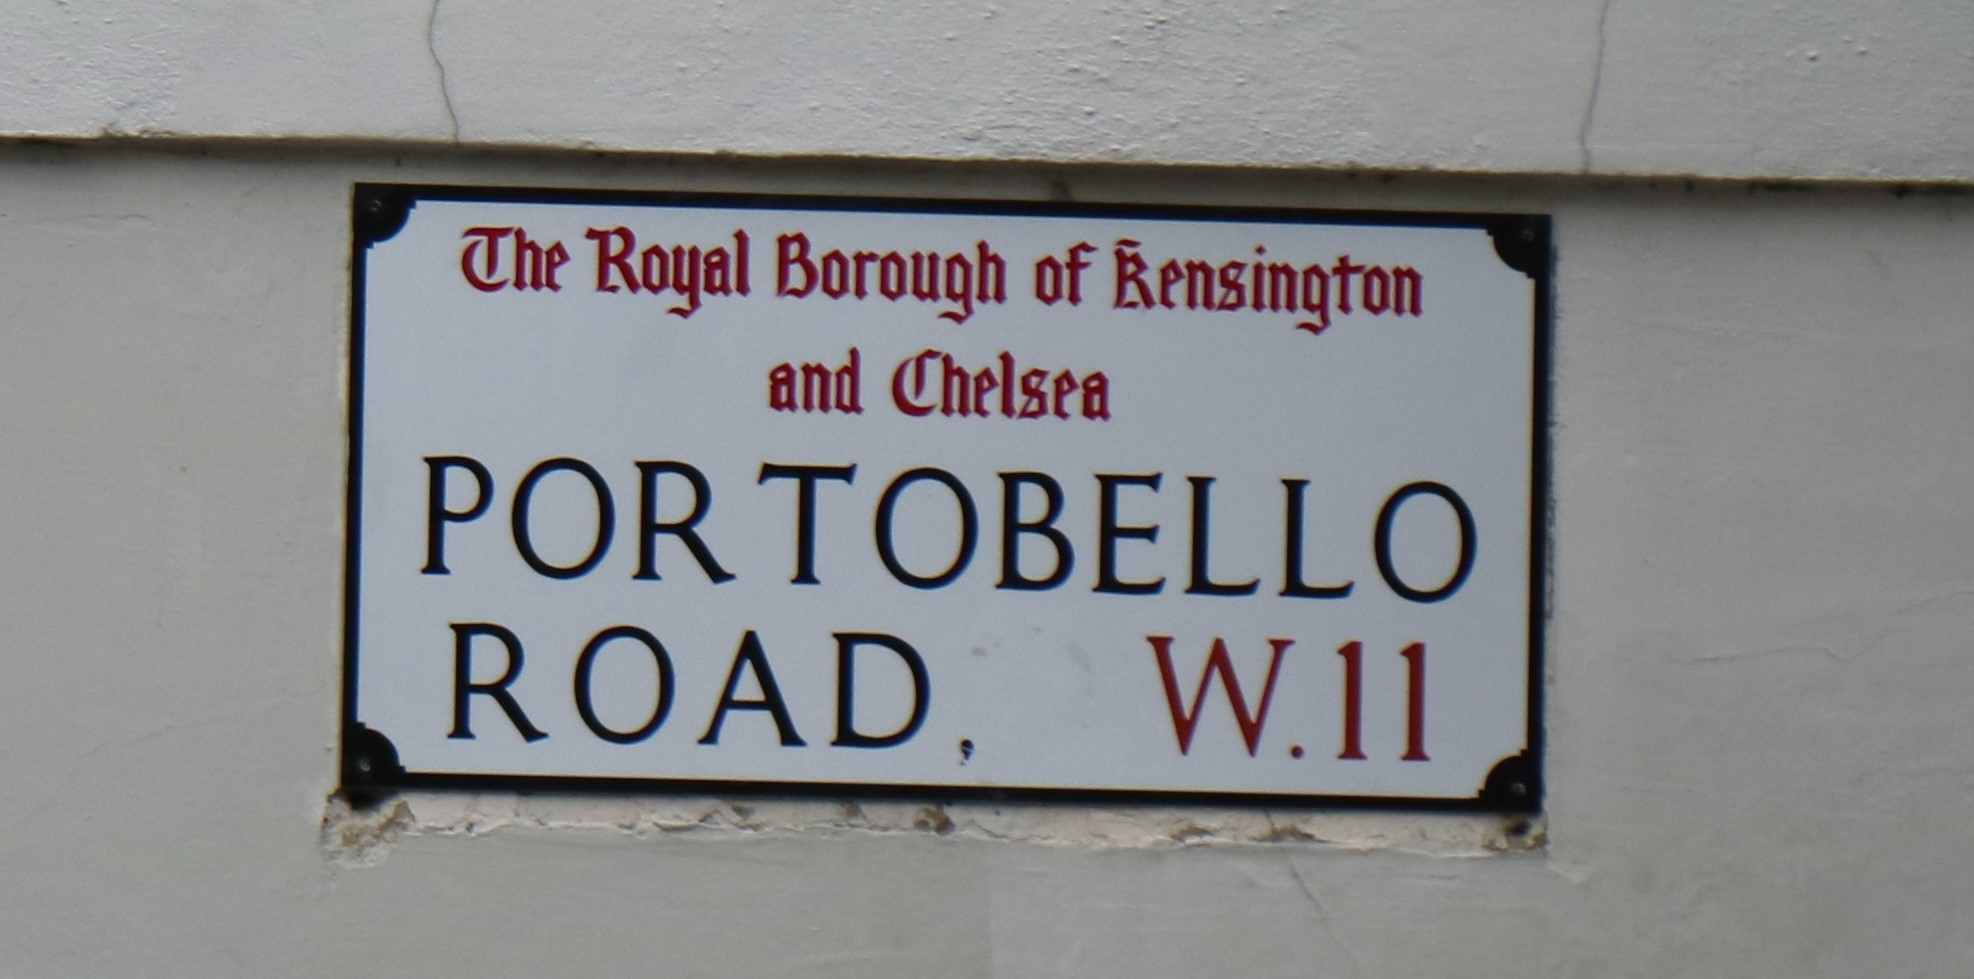 The Royal Borough of Kensington
and Chelsea
PORTOBELLO
ROAD, W.11